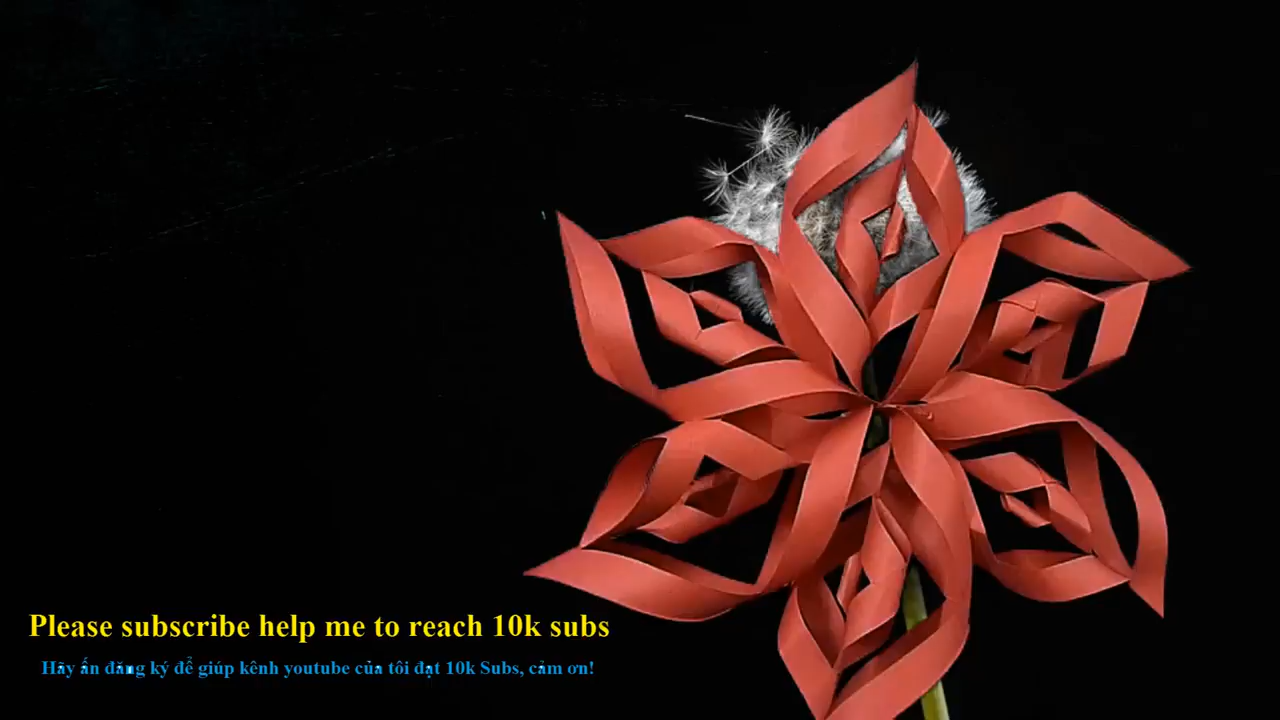 Please subscribe help me to reach 10k subs
Hãy ấn đăng ký để giúp kênh youtube của tôi đạt 10k Subs, cảm ơn!